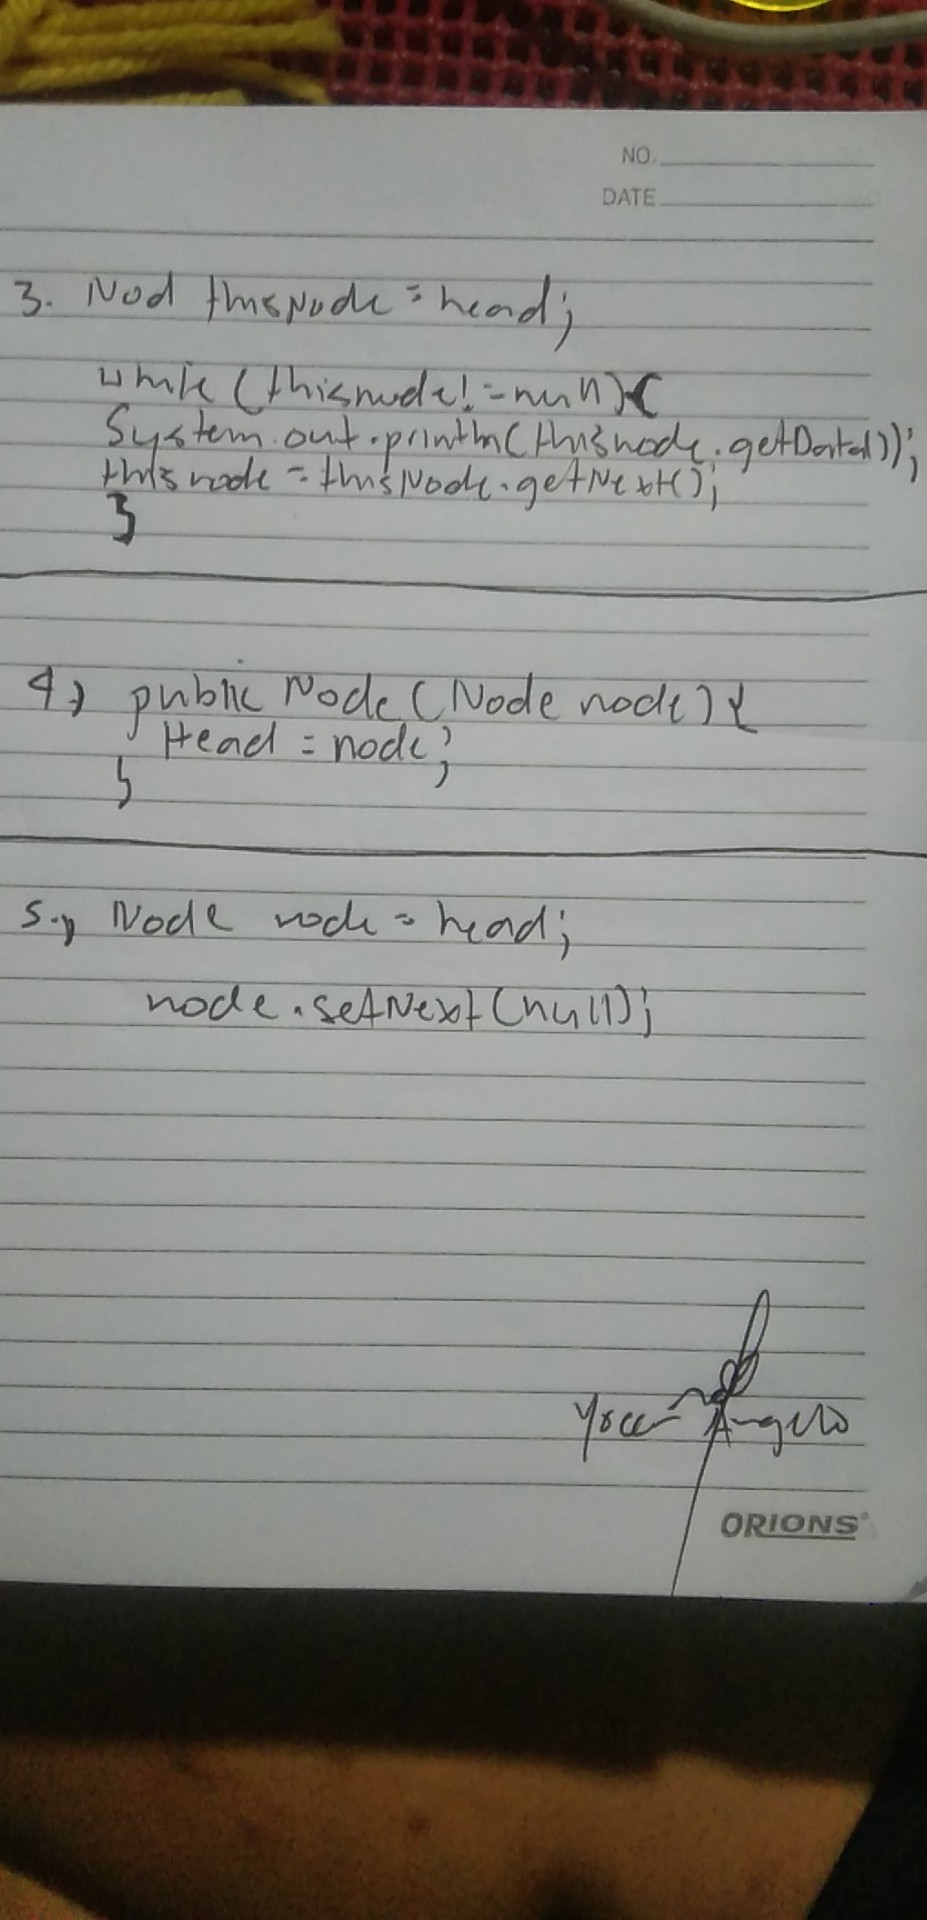 NO.
DATE
3. Nod thisNode = head;
while (thisnode != null) {
System.out.println(thisnode.getData());
thisnode = thisNode.getNext();
}
4) public Node (Node node) {
Head = node;
}
5., Node node = head;
node.setNext(null);
Angelo
ORIONS